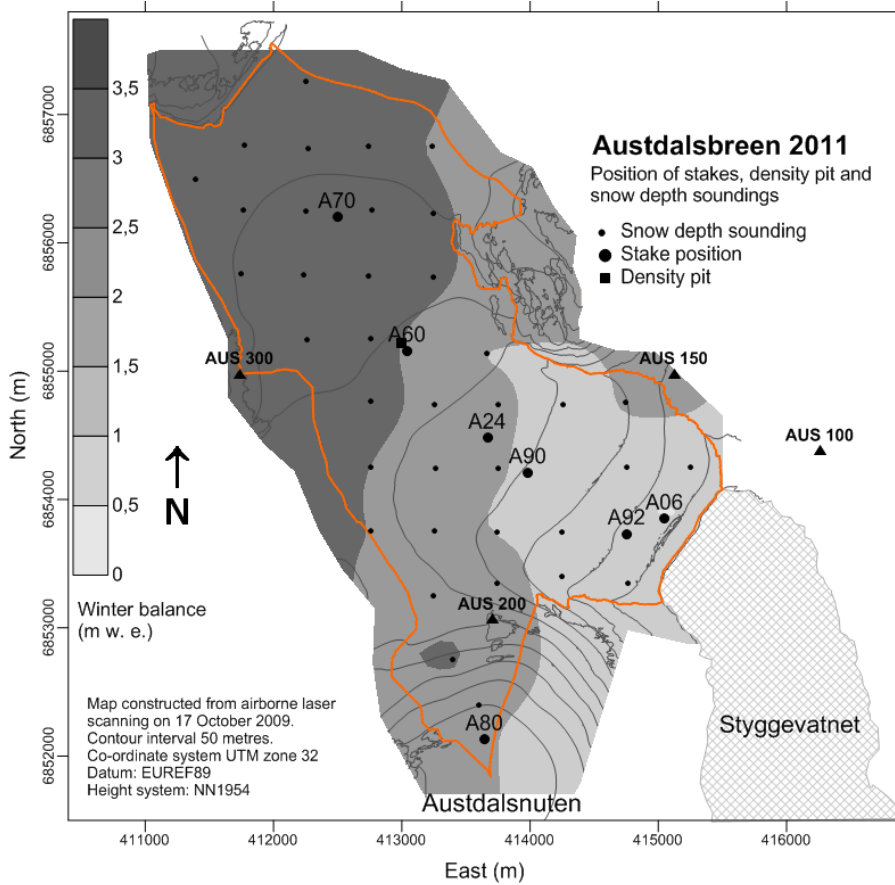 3,5
3
2,5
2
1,5
1
0,5
0
Winter balance
(m w. e.)
Map constructed from airborne laser
scanning on 17 October 2009.
Contour interval 50 metres.
Co-ordinate system UTM zone 32
Datum: EUREF89
Height system: NN1954
Austdalsbreen 2011
Position of stakes, density pit and
snow depth soundings
Snow depth sounding
Stake position
Density pit
A70
A60
AUS 300
AUS 150
A24
AUS 100
A90
A06
A92
AUS 200
A80
N
Styggevatnet
Austdalsnuten
North (m)
6857000
6856000
6855000
6854000
6853000
6852000
411000
412000
413000
414000
415000
416000
East (m)